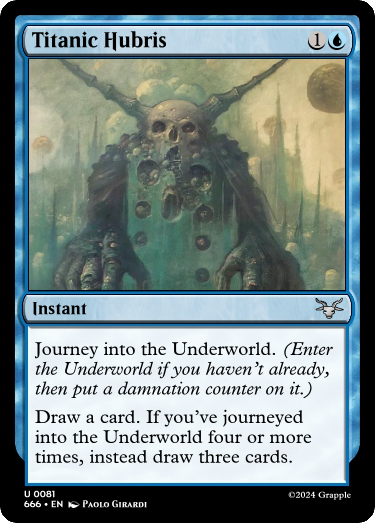 Titanic Hubris 1
Instant
Journey into the Underworld. (Enter
the Underworld if you haven't already,
then put a damnation counter on it.)
Draw a card. If you've journeyed
into the Underworld four or more
times, instead draw three cards.
U 0081
666 • EN Paolo Girardi
©2024 Grapple